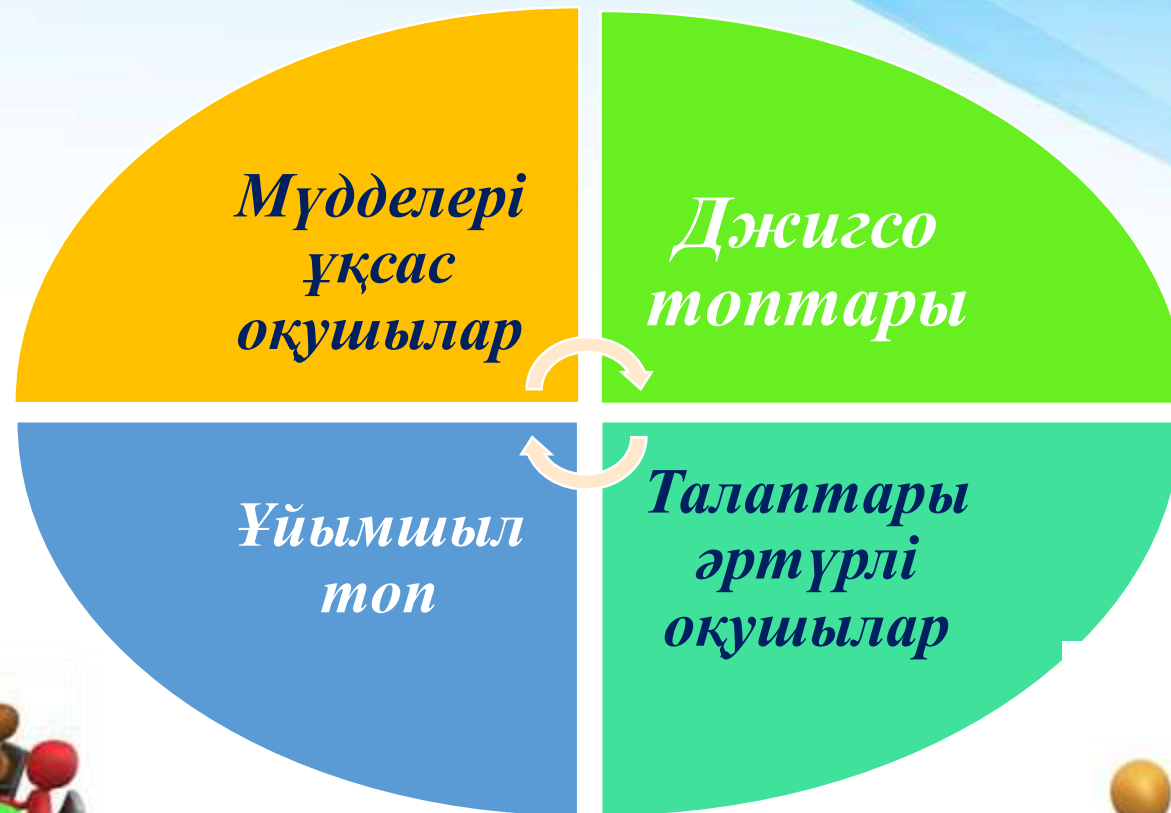 Мүдделері
ұқсас
оқушылар
Джигсо
топтары
Ұйымшыл
топ
Талаптары
әртүрлі
оқушылар